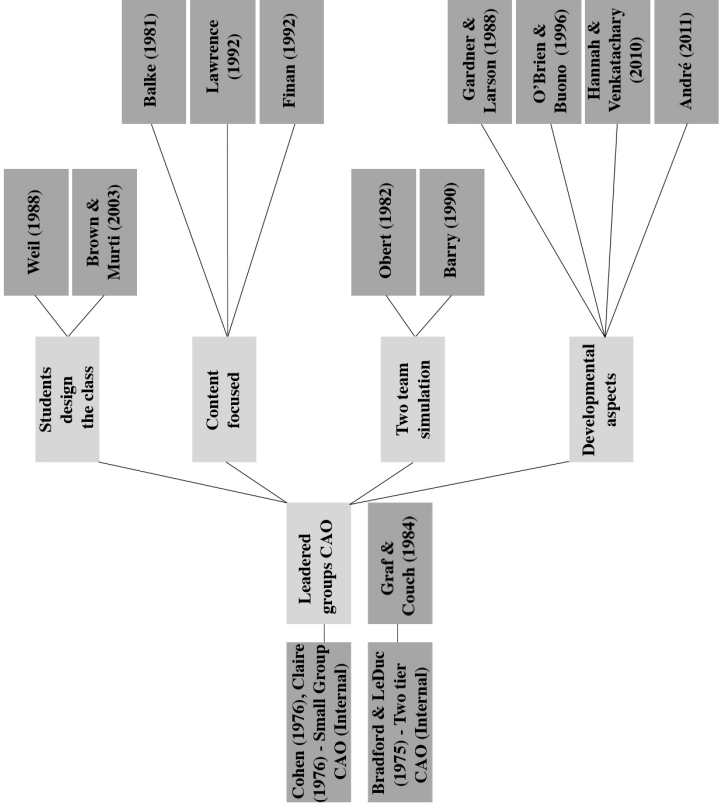 Cohen (1976), Claire
(1976) - Small Group
CAO (Internal)
Bradford & LeDuc
(1975) - Two tier
CAO (Internal)
Leadered
groups CAO
Graf &
Couch (1984)
Students
design
the class
Content
focused
Two team
simulation
Developmental
aspects
Weil (1988)
Brown &
Murti (2003)
Balke (1981)
Lawrence
(1992)
Finan (1992)
Obert (1982)
Barry (1990)
Gardner &
Larson (1988)
O'Brien &
Buono (1996)
Hannah &
Venkatachary
(2010)
André (2011)